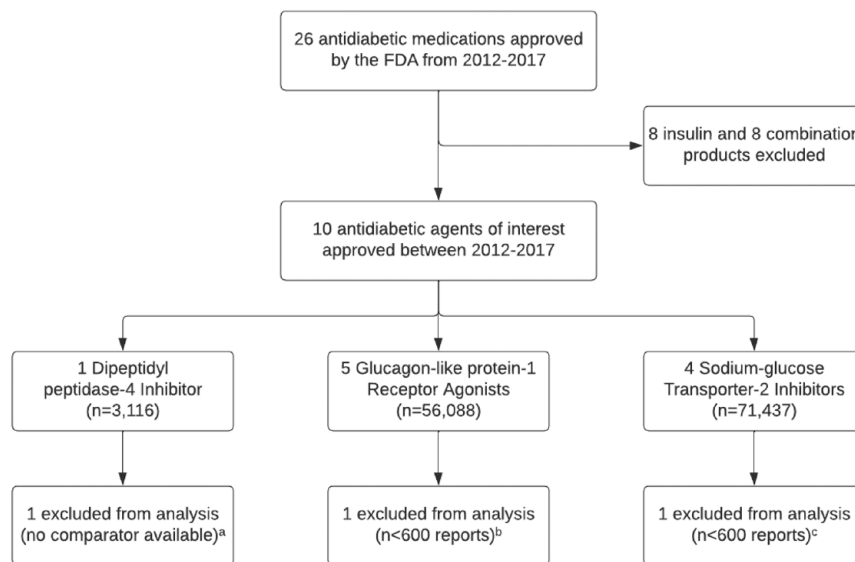 26 antidiabetic medications approved
by the FDA from 2012-2017
8 insulin and 8 combination
products excluded
10 antidiabetic agents of interest
approved between 2012-2017
1 Dipeptidyl
peptidase-4 Inhibitor
(n=3,116)
5 Glucagon-like protein-1
Receptor Agonists
(n=56,088)
4 Sodium-glucose
Transporter-2 Inhibitors
(n=71,437)
1 excluded from analysis
(no comparator available)ᵃ
1 excluded from analysis
(n<600 reports)ᵇ
1 excluded from analysis
(n<600 reports)ᶜ